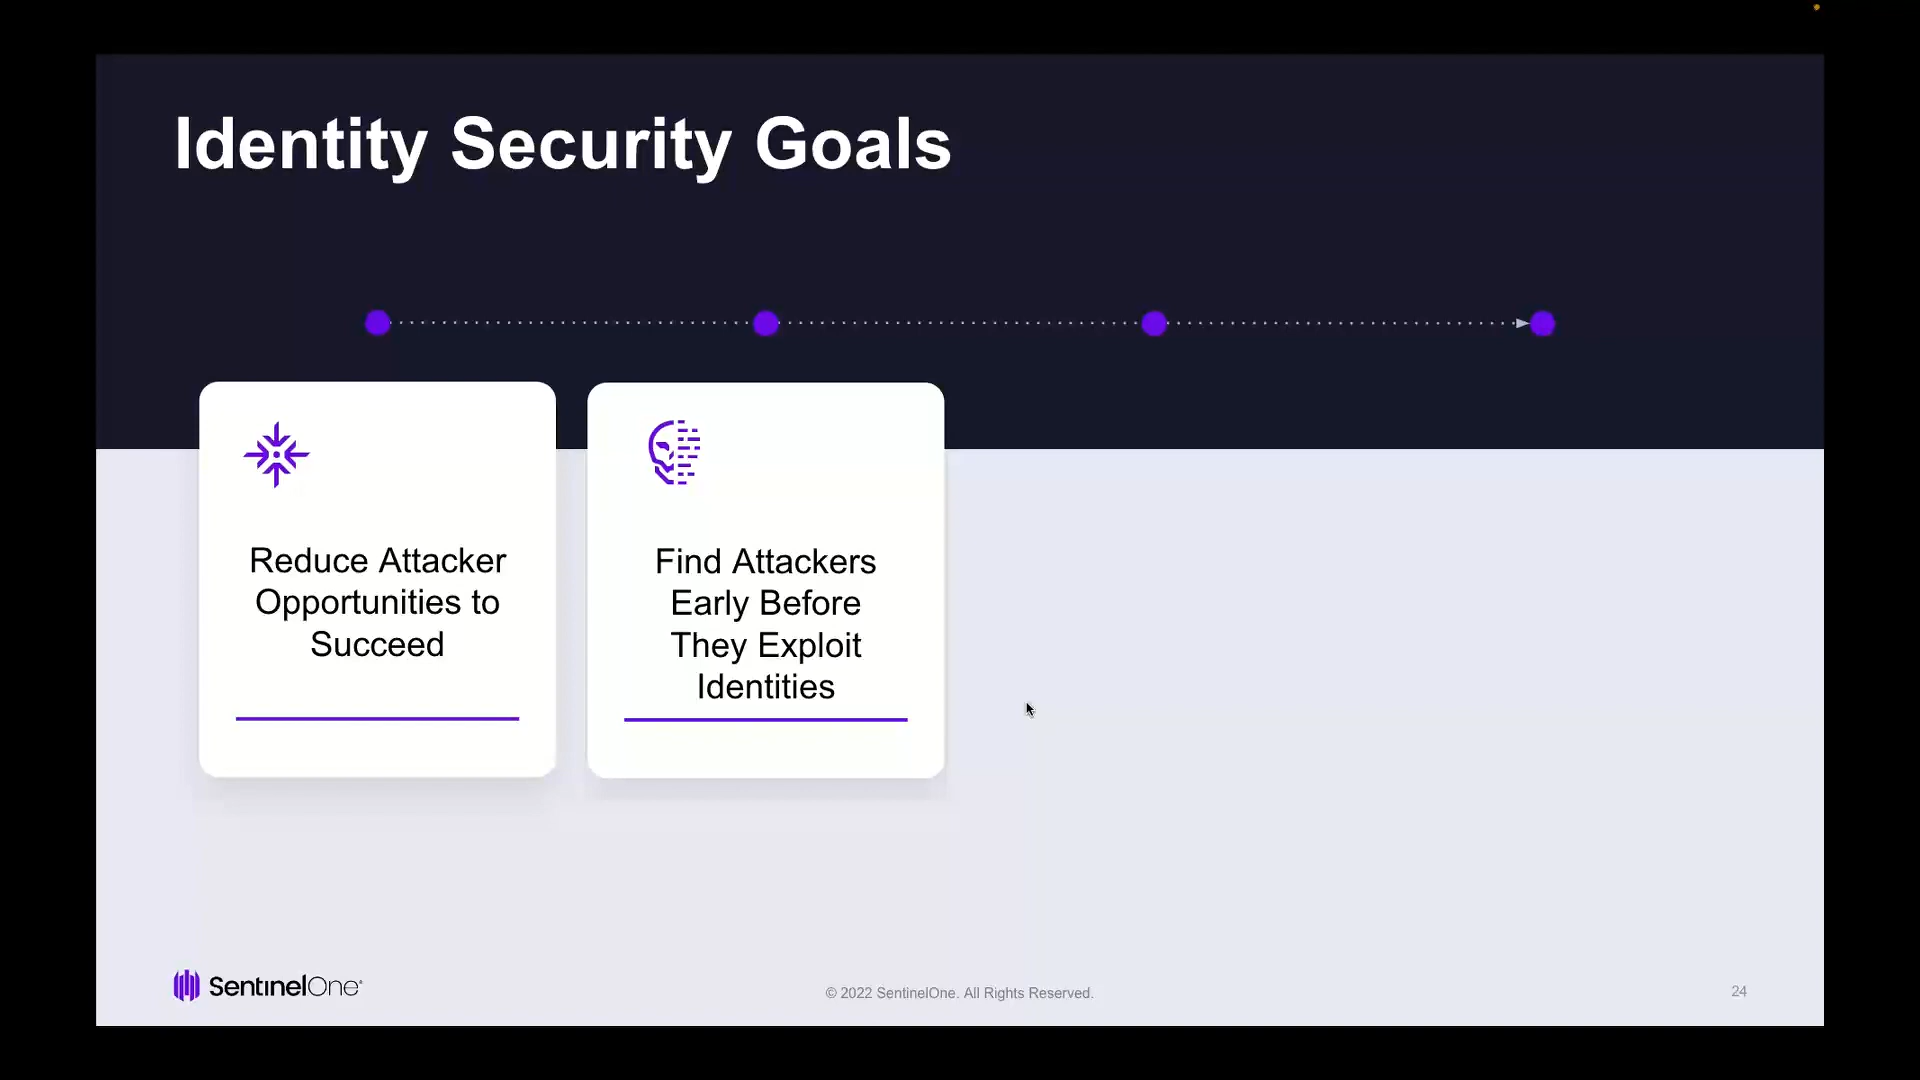 Identity Security Goals
Reduce Attacker
Opportunities to
Succeed
Find Attackers
Early Before
They Exploit
Identities
SentinelOne
© 2022 SentinelOne. All Rights Reserved.
24